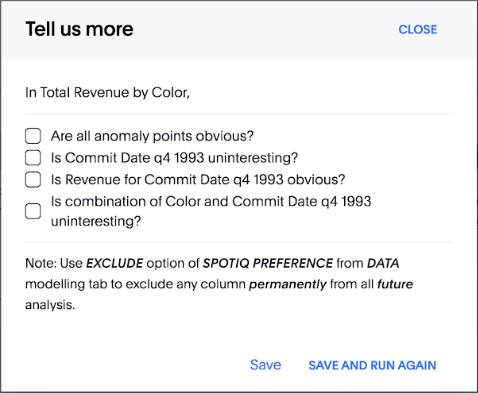 Tell us more
CLOSE
In Total Revenue by Color,
Are all anomaly points obvious?
Is Commit Date q4 1993 uninteresting?
Is Revenue for Commit Date q4 1993 obvious?
Is combination of Color and Commit Date q4 1993
uninteresting?
Note: Use EXCLUDE option of SPOTIQ PREFERENCE from DATA
modelling tab to exclude any column permanently from all future
analysis.
Save
SAVE AND RUN AGAIN